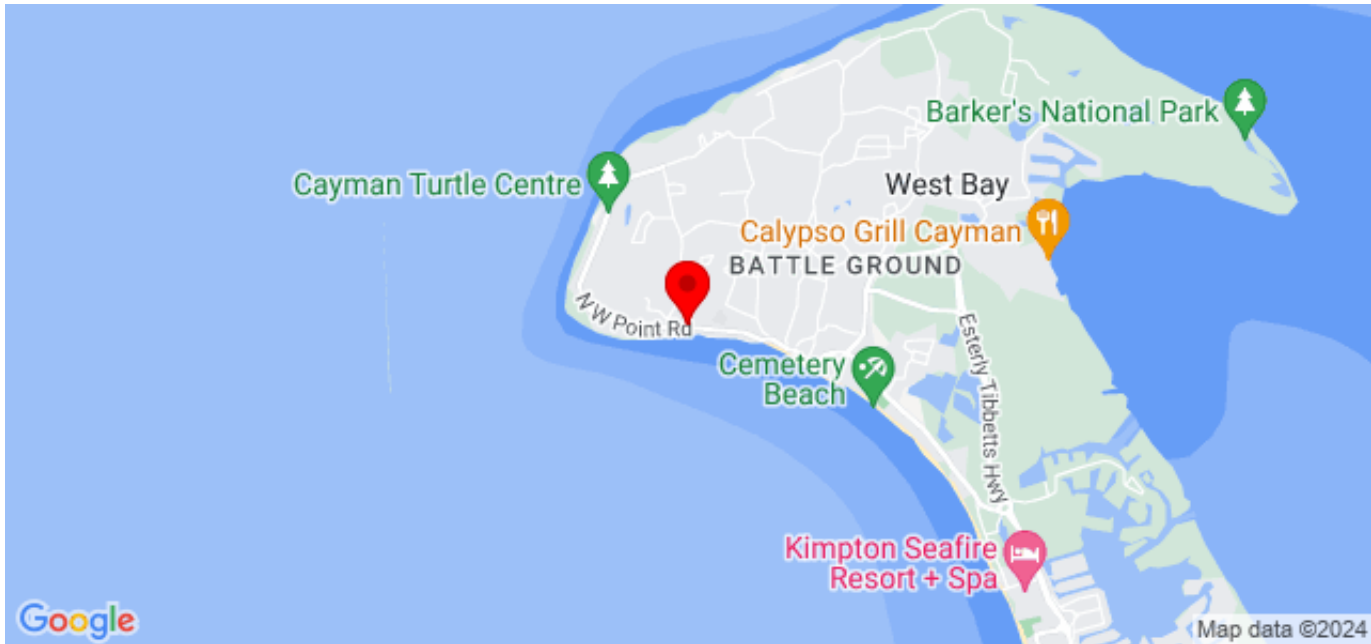 Barker's National Park
Cayman Turtle Centre
West Bay
Calypso Grill Cayman
BATTLE GROUND
N W Point Rd
Esterly Tibbetts Hwy
Cemetery
Beach
Kimpton Seafire
Resort + Spa
Google
Map data ©2024